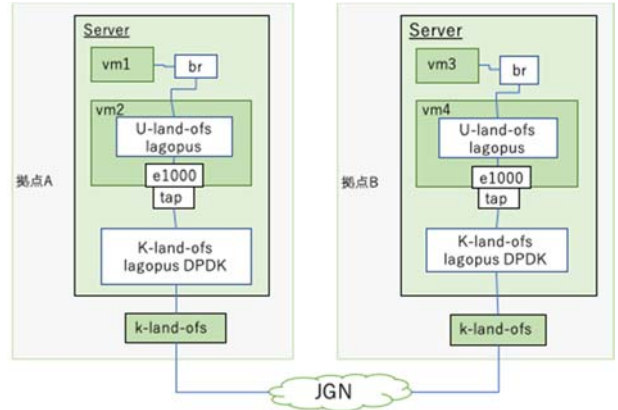 Server
vm1
br
vm2
U-land-ofs
lagopus
e1000
tap
拠点A
K-land-ofs
lagopus DPDK
k-land-ofs
Server
vm3
br
vm4
U-land-ofs
lagopus
e1000
tap
拠点B
K-land-ofs
lagopus DPDK
k-land-ofs
JGN